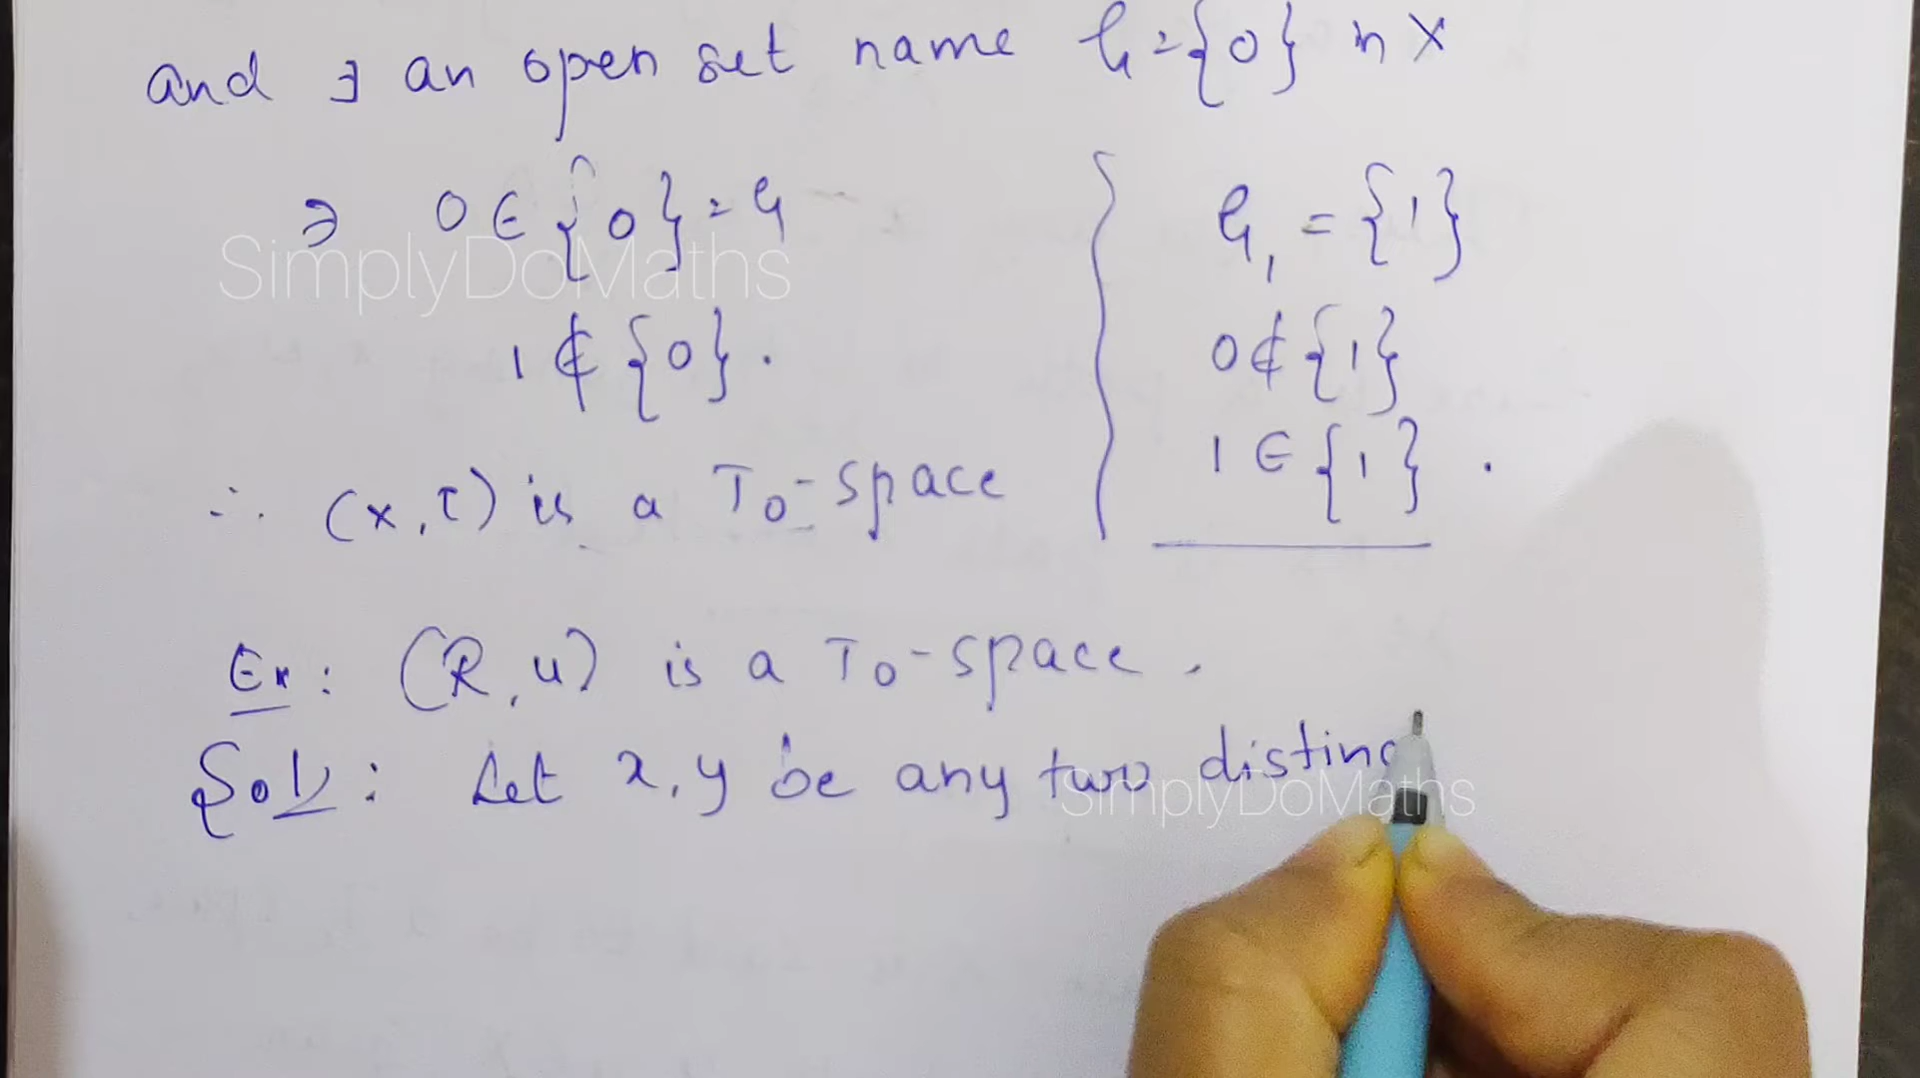 and ∃ an open set name G = {0} in X
∋ 0 ∈ {0} = G
1 ∉ {0}.
∴ (X, τ) is a T₀-space
G₁ = {1}
0 ∉ {1}
1 ∈ {1}.
Ex: (R, u) is a T₀-space.
Sol: Let x, y be any two distinc
SimplyDoMaths
SimplyDoMaths